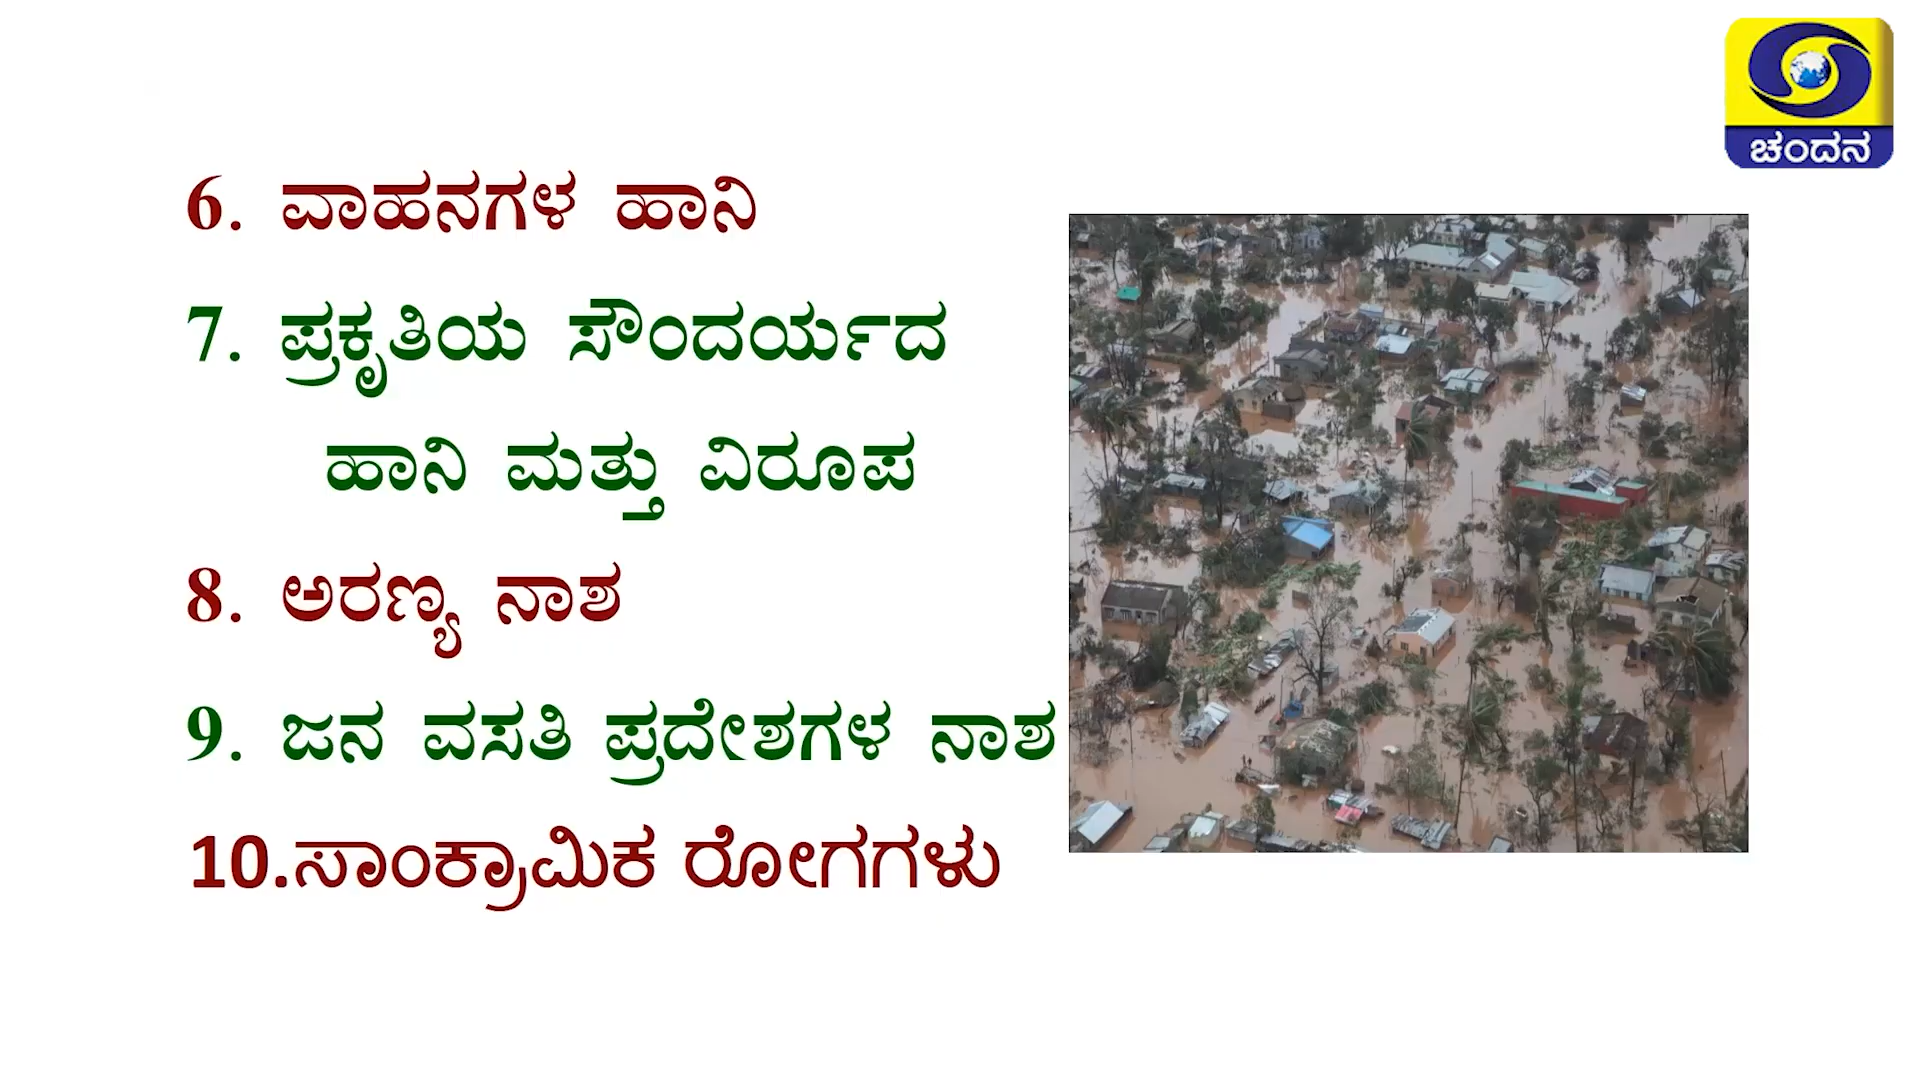 ಚಂದನ
6. ವಾಹನಗಳ ಹಾನಿ
7. ಪ್ರಕೃತಿಯ ಸೌಂದರ್ಯದ
ಹಾನಿ ಮತ್ತು ವಿರೂಪ
8. ಅರಣ್ಯ ನಾಶ
9. ಜನ ವಸತಿ ಪ್ರದೇಶಗಳ ನಾಶ
10.ಸಾಂಕ್ರಾಮಿಕ ರೋಗಗಳು